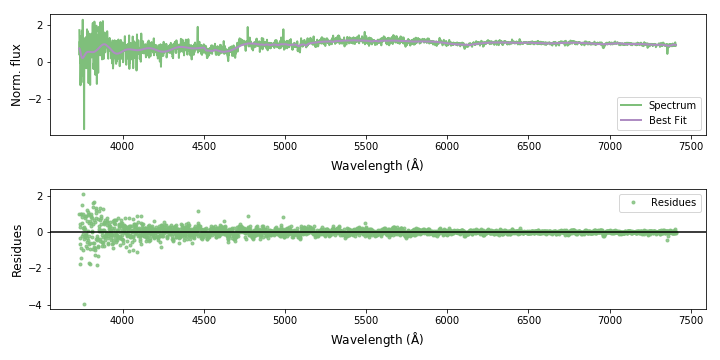 2
0
−2
Norm. flux
Spectrum
Best Fit
4000 4500 5000 5500 6000 6500 7000 7500
Wavelength (Å)
2
0
−2
−4
Residues
Residues
4000 4500 5000 5500 6000 6500 7000 7500
Wavelength (Å)